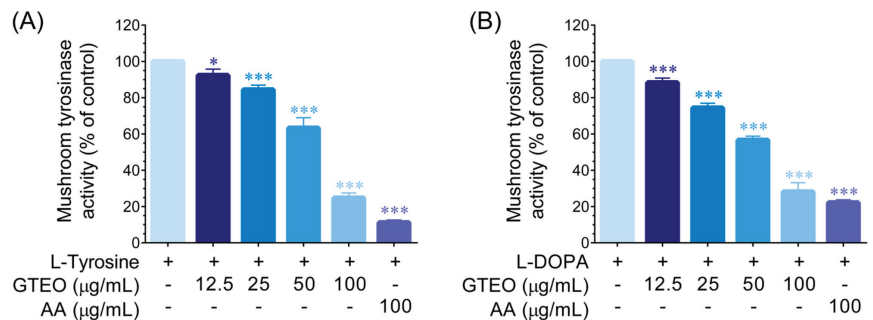 (A)
Mushroom tyrosinase
activity (% of control)
120
100
80
60
40
20
0
* *** *** *** ***
L-Tyrosine + + + + + +
GTEO (μg/mL) - 12.5 25 50 100 -
AA (μg/mL) - - - - - 100
(B)
Mushroom tyrosinase
activity (% of control)
120
100
80
60
40
20
0
*** *** *** *** ***
L-DOPA + + + + + +
GTEO (μg/mL) - 12.5 25 50 100 -
AA (μg/mL) - - - - - 100